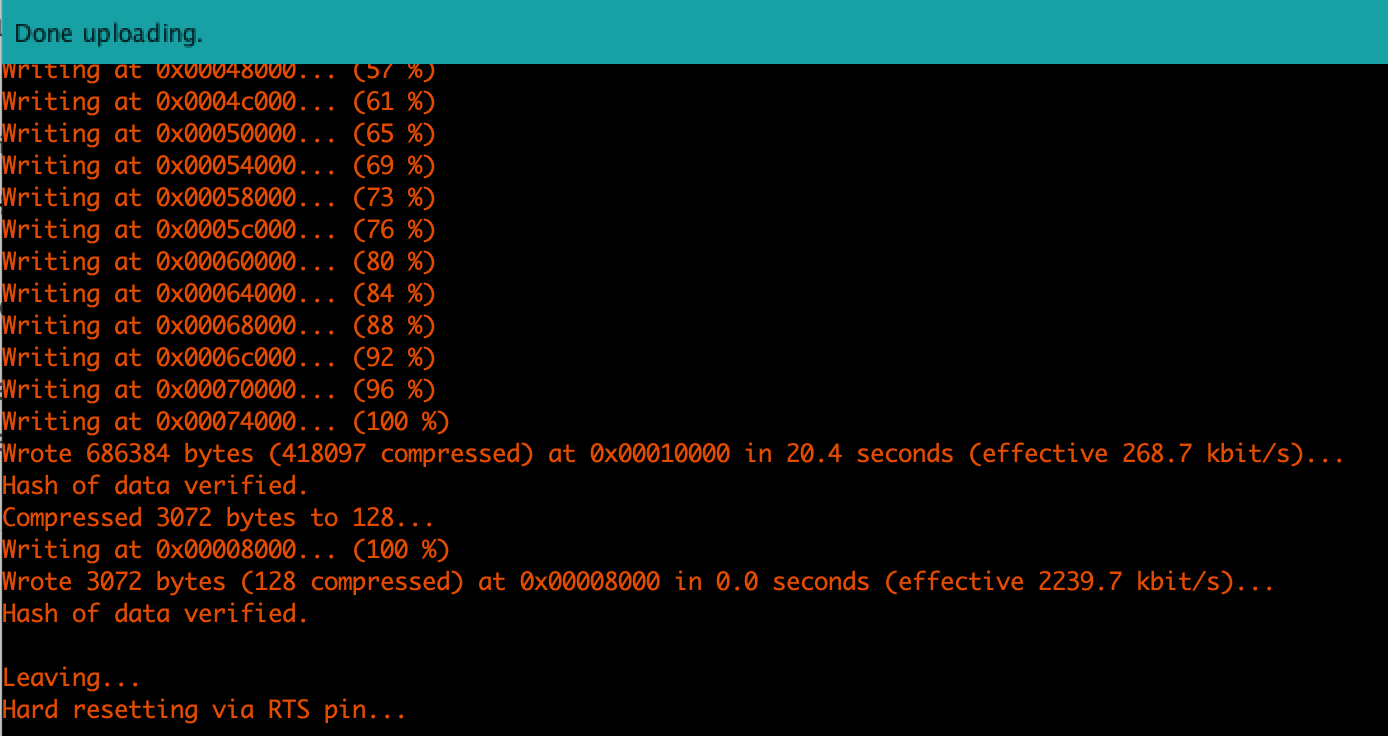 Done uploading.
Writing at 0x00048000... (57 %)
Writing at 0x0004c000... (61 %)
Writing at 0x00050000... (65 %)
Writing at 0x00054000... (69 %)
Writing at 0x00058000... (73 %)
Writing at 0x0005c000... (76 %)
Writing at 0x00060000... (80 %)
Writing at 0x00064000... (84 %)
Writing at 0x00068000... (88 %)
Writing at 0x0006c000... (92 %)
Writing at 0x00070000... (96 %)
Writing at 0x00074000... (100 %)
Wrote 686384 bytes (418097 compressed) at 0x00010000 in 20.4 seconds (effective 268.7 kbit/s)...
Hash of data verified.
Compressed 3072 bytes to 128...
Writing at 0x00008000... (100 %)
Wrote 3072 bytes (128 compressed) at 0x00008000 in 0.0 seconds (effective 2239.7 kbit/s)...
Hash of data verified.
Leaving...
Hard resetting via RTS pin...